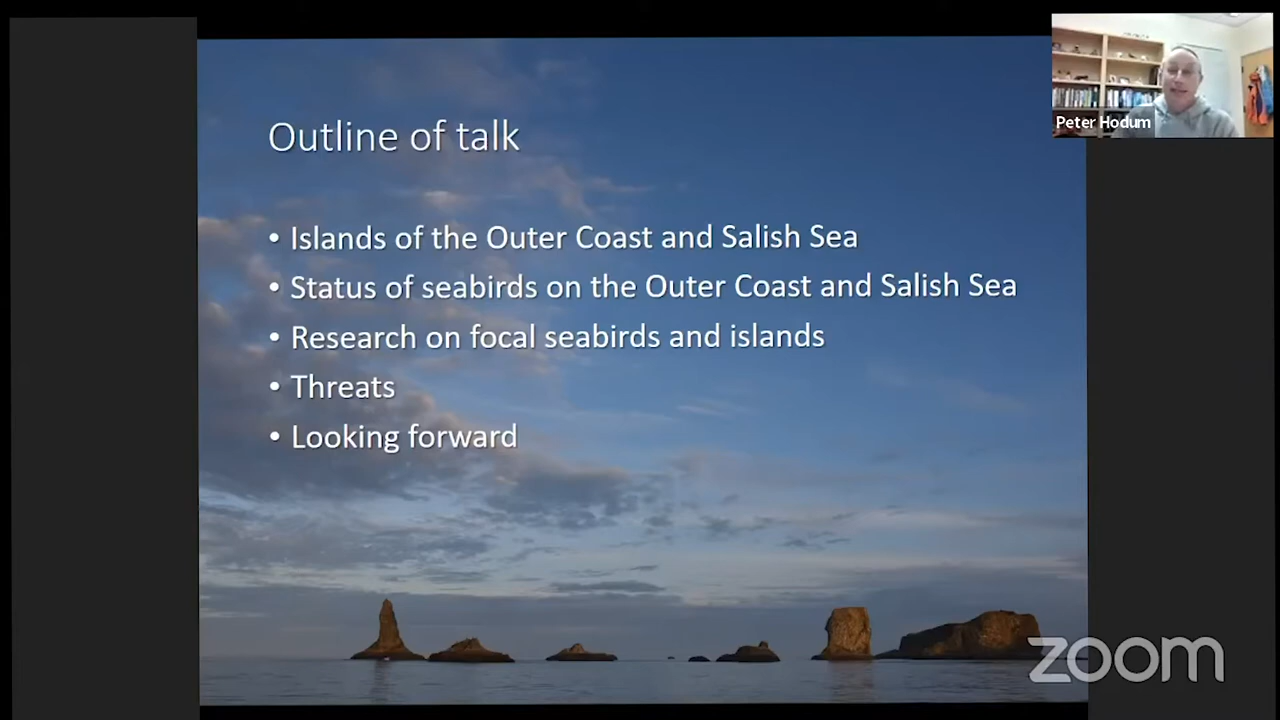 Outline of talk
• Islands of the Outer Coast and Salish Sea
• Status of seabirds on the Outer Coast and Salish Sea
• Research on focal seabirds and islands
• Threats
• Looking forward
Peter Hodum
zoom